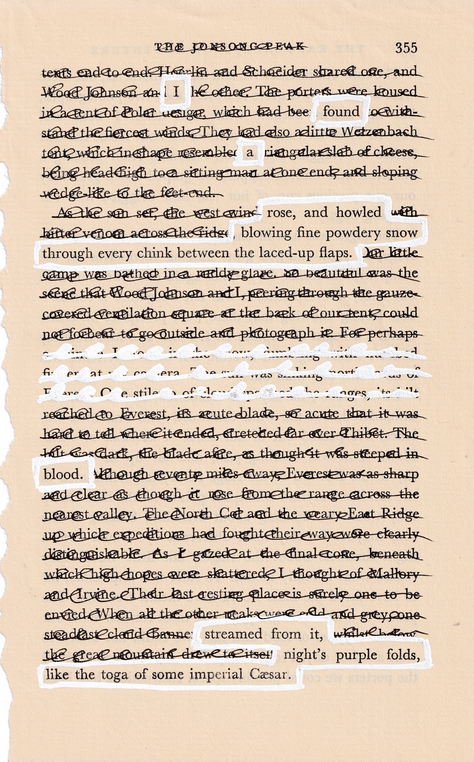 THE JONSONG PEAK 355
tents end to end. Hoerlin and Schneider shared one, and
Wood Johnson and I the other. The porters were housed
in a tent of Polar design, which had been found to with-
stand the fiercest winds. They had also a little Wetzenbach
tent, which in shape resembled a triangular slab of cheese,
being head high to a sitting man at one end, and sloping
wedge-like to the feet-end.
As the sun set, the west wind rose, and howled with
bitter venom across the ridge, blowing fine powdery snow
through every chink between the laced-up flaps. Our little
camp was bathed in a ruddy glare, so beautiful was the
scene that Wood Johnson and I, peering through the gauze-
covered ventilation square at the back of our tent, could
not forbear to go outside and photograph it. For perhaps
reached to Everest, its acute blade, so acute that it was
hard to tell where it ended, stretched far over Thibet. The
hilt was dark, the blade afire, as though it was steeped in
blood. Although seventy miles away, Everest was as sharp
and clear as though it rose from the range across the
nearest valley. The North Col and the weary East Ridge
up which expeditions had fought their way were clearly
distinguishable. As I gazed at the final cone, beneath
which high hopes were shattered, I thought of Mallory
and Irvine. Their last resting place is surely one to be
envied. When all the other peaks were cold and grey, one
steadfast cloud banner streamed from it, whilst below
the great mountain drew to itself night's purple folds,
like the toga of some imperial Cæsar.